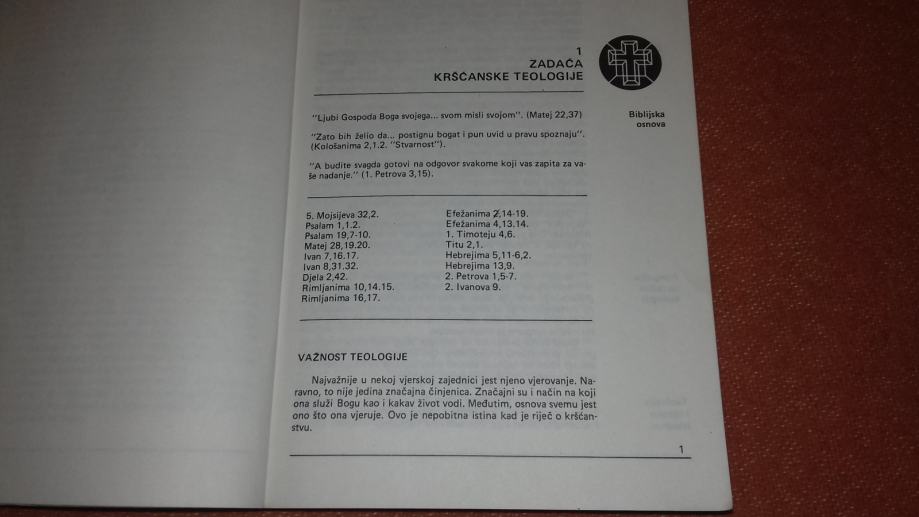 1
ZADAĆA
KRŠĆANSKE TEOLOGIJE
Biblijska
osnova
"Ljubi Gospoda Boga svojega... svom misli svojom". (Matej 22,37)
"Zato bih želio da... postignu bogat i pun uvid u pravu spoznaju".
(Kološanima 2,1.2. "Stvarnost").
"A budite svagda gotovi na odgovor svakome koji vas zapita za va-
še nadanje." (1. Petrova 3,15).
5. Mojsijeva 32,2.
Psalam 1,1.2.
Psalam 19,7-10.
Matej 28,19.20.
Ivan 7,16.17.
Ivan 8,31.32.
Djela 2,42.
Rimljanima 10,14.15.
Rimljanima 16,17.
Efežanima 2,14-19.
Efežanima 4,13.14.
1. Timoteju 4,6.
Titu 2,1.
Hebrejima 5,11-6,2.
Hebrejima 13,9.
2. Petrova 1,5-7.
2. Ivanova 9.
VAŽNOST TEOLOGIJE
Najvažnije u nekoj vjerskoj zajednici jest njeno vjerovanje. Na-
ravno, to nije jedina značajna činjenica. Značajni su i način na koji
ona služi Bogu kao i kakav život vodi. Međutim, osnova svemu jest
ono što ona vjeruje. Ovo je nepobitna istina kad je riječ o kršćan-
stvu.
1